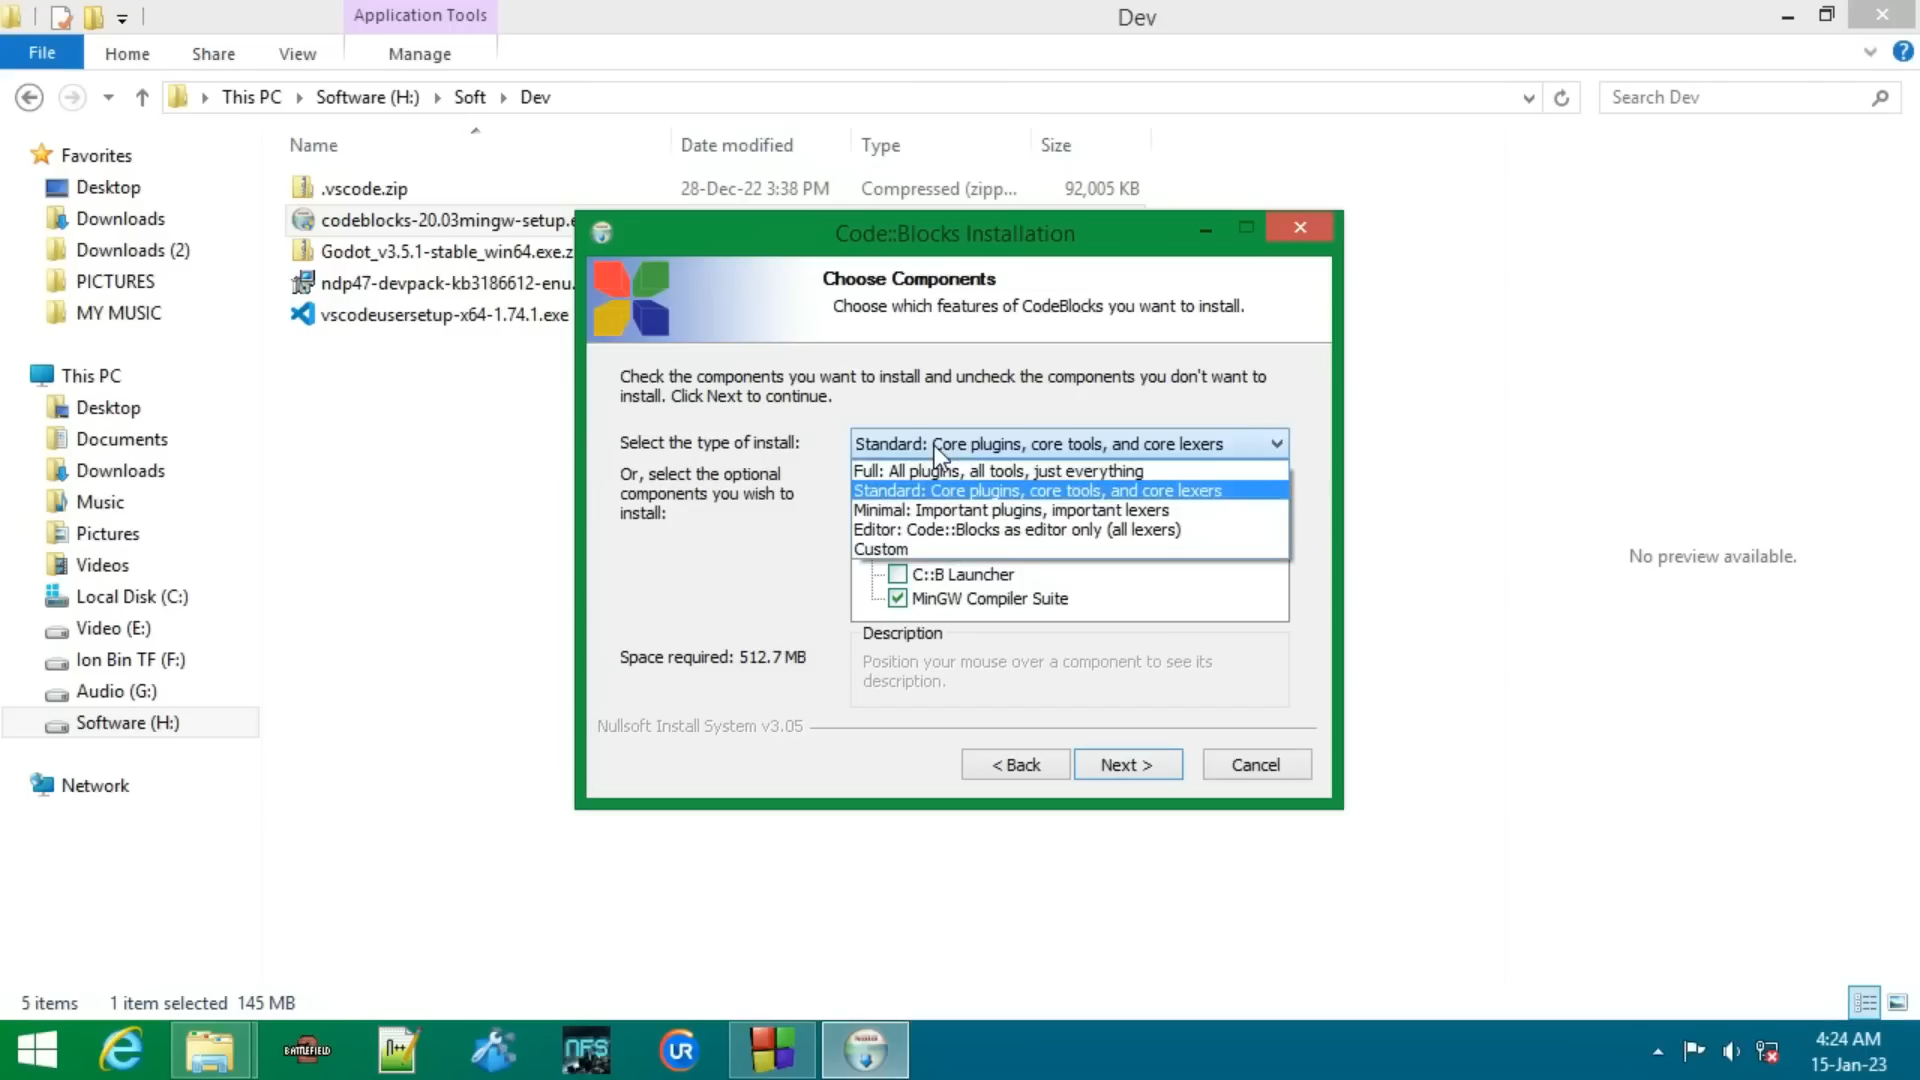 Application Tools
Dev
File
Home
Share
View
Manage
This PC
Software (H:)
Soft
Dev
Search Dev
Name
Date modified
Type
Size
Favorites
Desktop
Downloads
Downloads (2)
PICTURES
MY MUSIC
This PC
Desktop
Documents
Downloads
Music
Pictures
Videos
Local Disk (C:)
Video (E:)
Ion Bin TF (F:)
Audio (G:)
Software (H:)
Network
.vscode.zip
28-Dec-22 3:38 PM
Compressed (zipp...
92,005 KB
codeblocks-20.03mingw-setup.e
Godot_v3.5.1-stable_win64.exe.z
ndp47-devpack-kb3186612-enu.
vscodeusersetup-x64-1.74.1.exe
Code::Blocks Installation
Choose Components
Choose which features of CodeBlocks you want to install.
Check the components you want to install and uncheck the components you don't want to
install. Click Next to continue.
Select the type of install:
Standard: Core plugins, core tools, and core lexers
Or, select the optional
components you wish to
install:
Full: All plugins, all tools, just everything
Standard: Core plugins, core tools, and core lexers
Minimal: Important plugins, important lexers
Editor: Code::Blocks as editor only (all lexers)
Custom
C::B Launcher
MinGW Compiler Suite
Space required: 512.7 MB
Description
Position your mouse over a component to see its
description.
Nullsoft Install System v3.05
< Back
Next >
Cancel
No preview available.
5 items
1 item selected 145 MB
BATTLEFIELD
n++
NFS
UR
4:24 AM
15-Jan-23